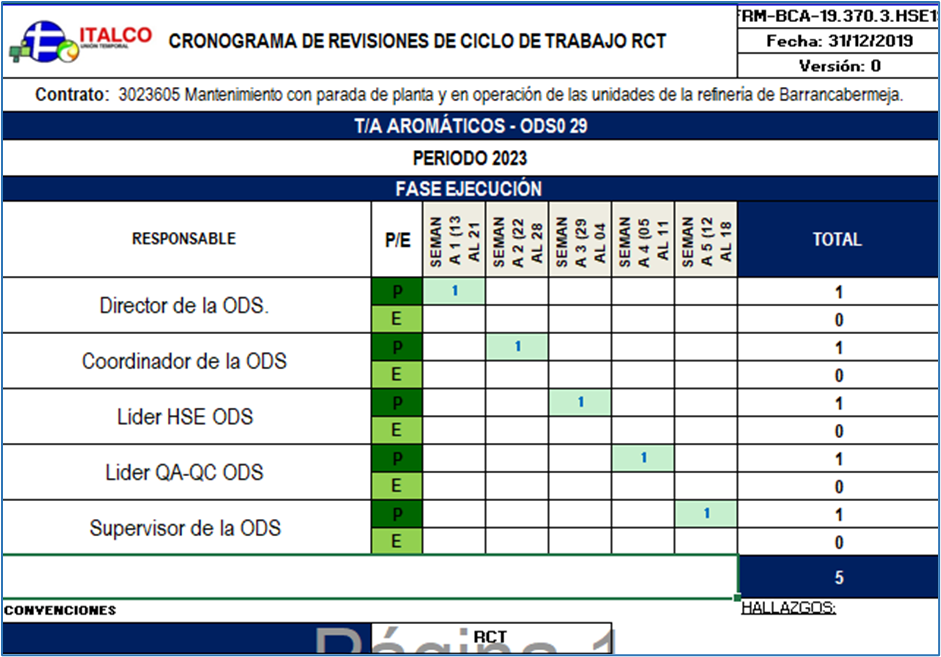 ITALCO
UNIÓN TEMPORAL
CRONOGRAMA DE REVISIONES DE CICLO DE TRABAJO RCT
FRM-BCA-19.370.3.HSE1
Fecha: 31/12/2019
Versión: 0
Contrato: 3023605 Mantenimiento con parada de planta y en operación de las unidades de la refinería de Barrancabermeja.
T/A AROMÁTICOS - ODS0 29
PERIODO 2023
FASE EJECUCIÓN
RESPONSABLE P/E SEMAN A 1 (13 AL 21 SEMAN A 2 (22 AL 28 SEMAN A 3 (29 AL 04 SEMAN A 4 (05 AL 11 SEMAN A 5 (12 AL 18 TOTAL
Director de la ODS. P 1 1
E 0
Coordinador de la ODS P 1 1
E 0
Lider HSE ODS P 1 1
E 0
Lider QA-QC ODS P 1 1
E 0
Supervisor de la ODS P 1 1
E 0
5
CONVENCIONES HALLAZGOS:
RCT
Página 1